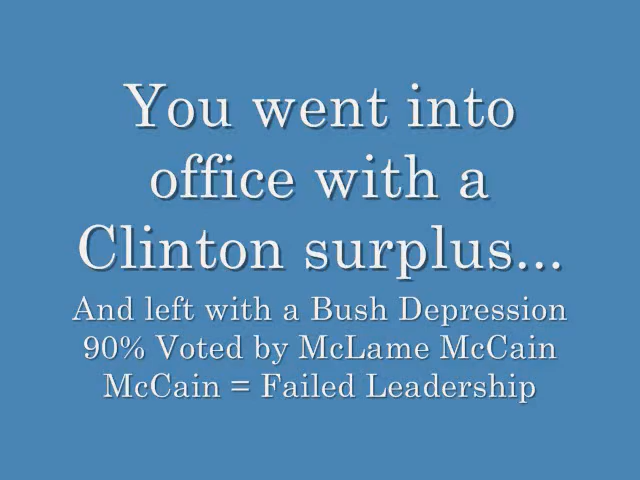 You went into
office with a
Clinton surplus...
And left with a Bush Depression
90% Voted by McLame McCain
McCain = Failed Leadership